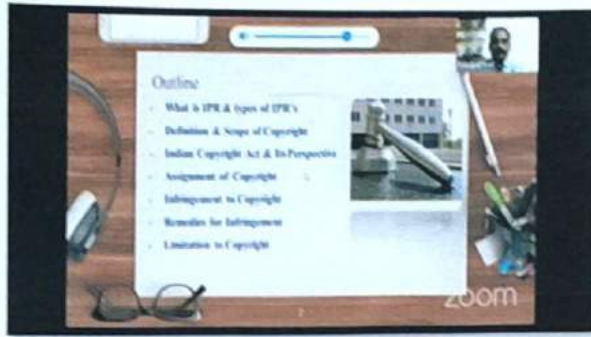 Outline
What is IPR & types of IPR's
Definition & Scope of Copyright
Indian Copyright Act & Its Perspective
Assignment of Copyright
Infringement to Copyright
Remedies for Infringement
Limitation to Copyright
2
zoom